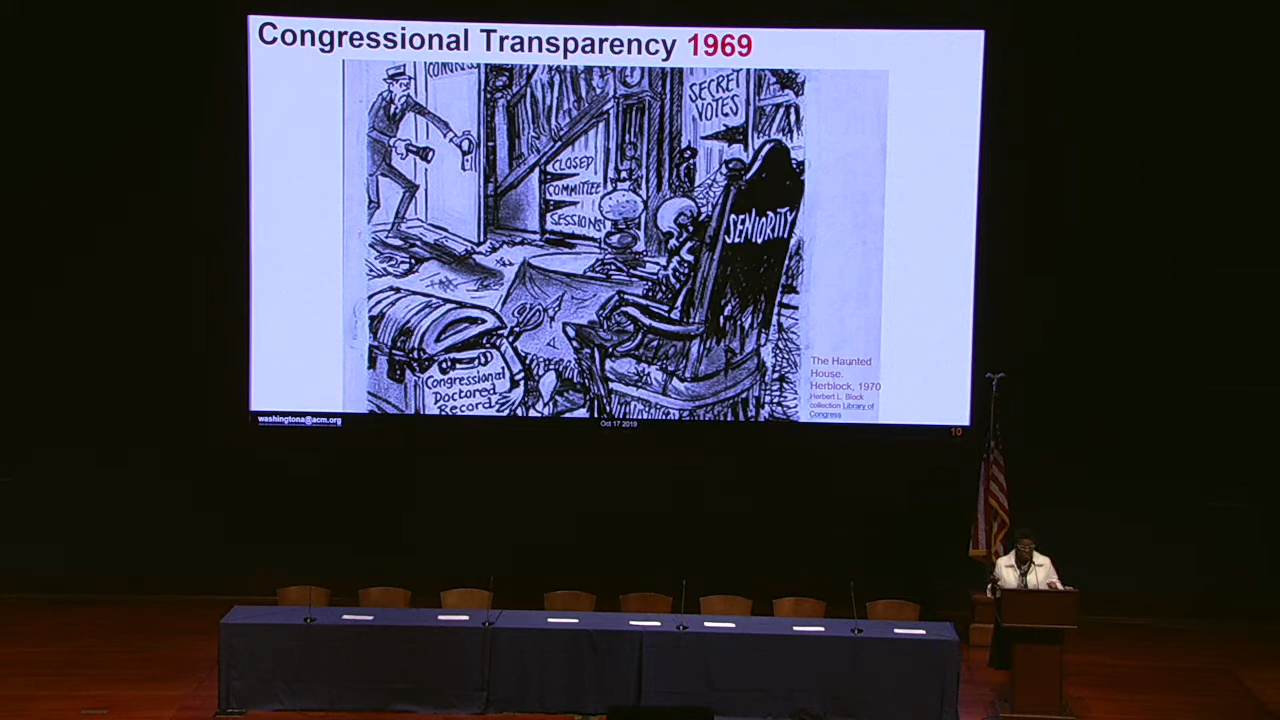 Congressional Transparency 1969
CONGRESS
SECRET
VOTES
CLOSED
COMMITTEE
SESSIONS
SENIORITY
Congressional
Doctored
Record
The Haunted
House.
Herblock, 1970
Herbert L. Block
collection Library of
Congress
washingtona@acm.org
Oct 17 2019
10